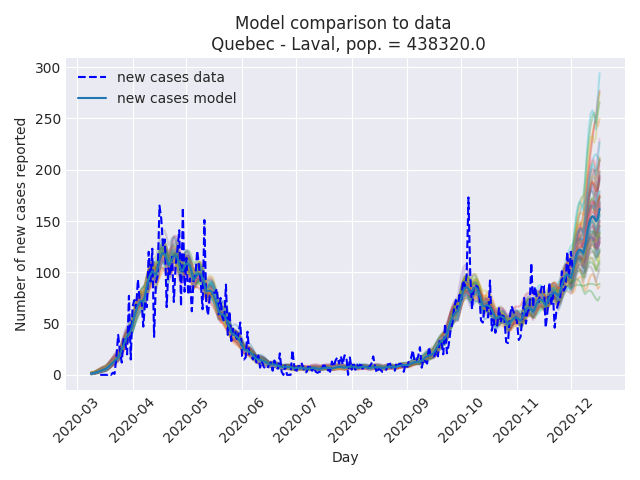 Model comparison to data
Quebec - Laval, pop. = 438320.0
new cases data
new cases model
Number of new cases reported
300
250
200
150
100
50
0
2020-03
2020-04
2020-05
2020-06
2020-07
2020-08
2020-09
2020-10
2020-11
2020-12
Day